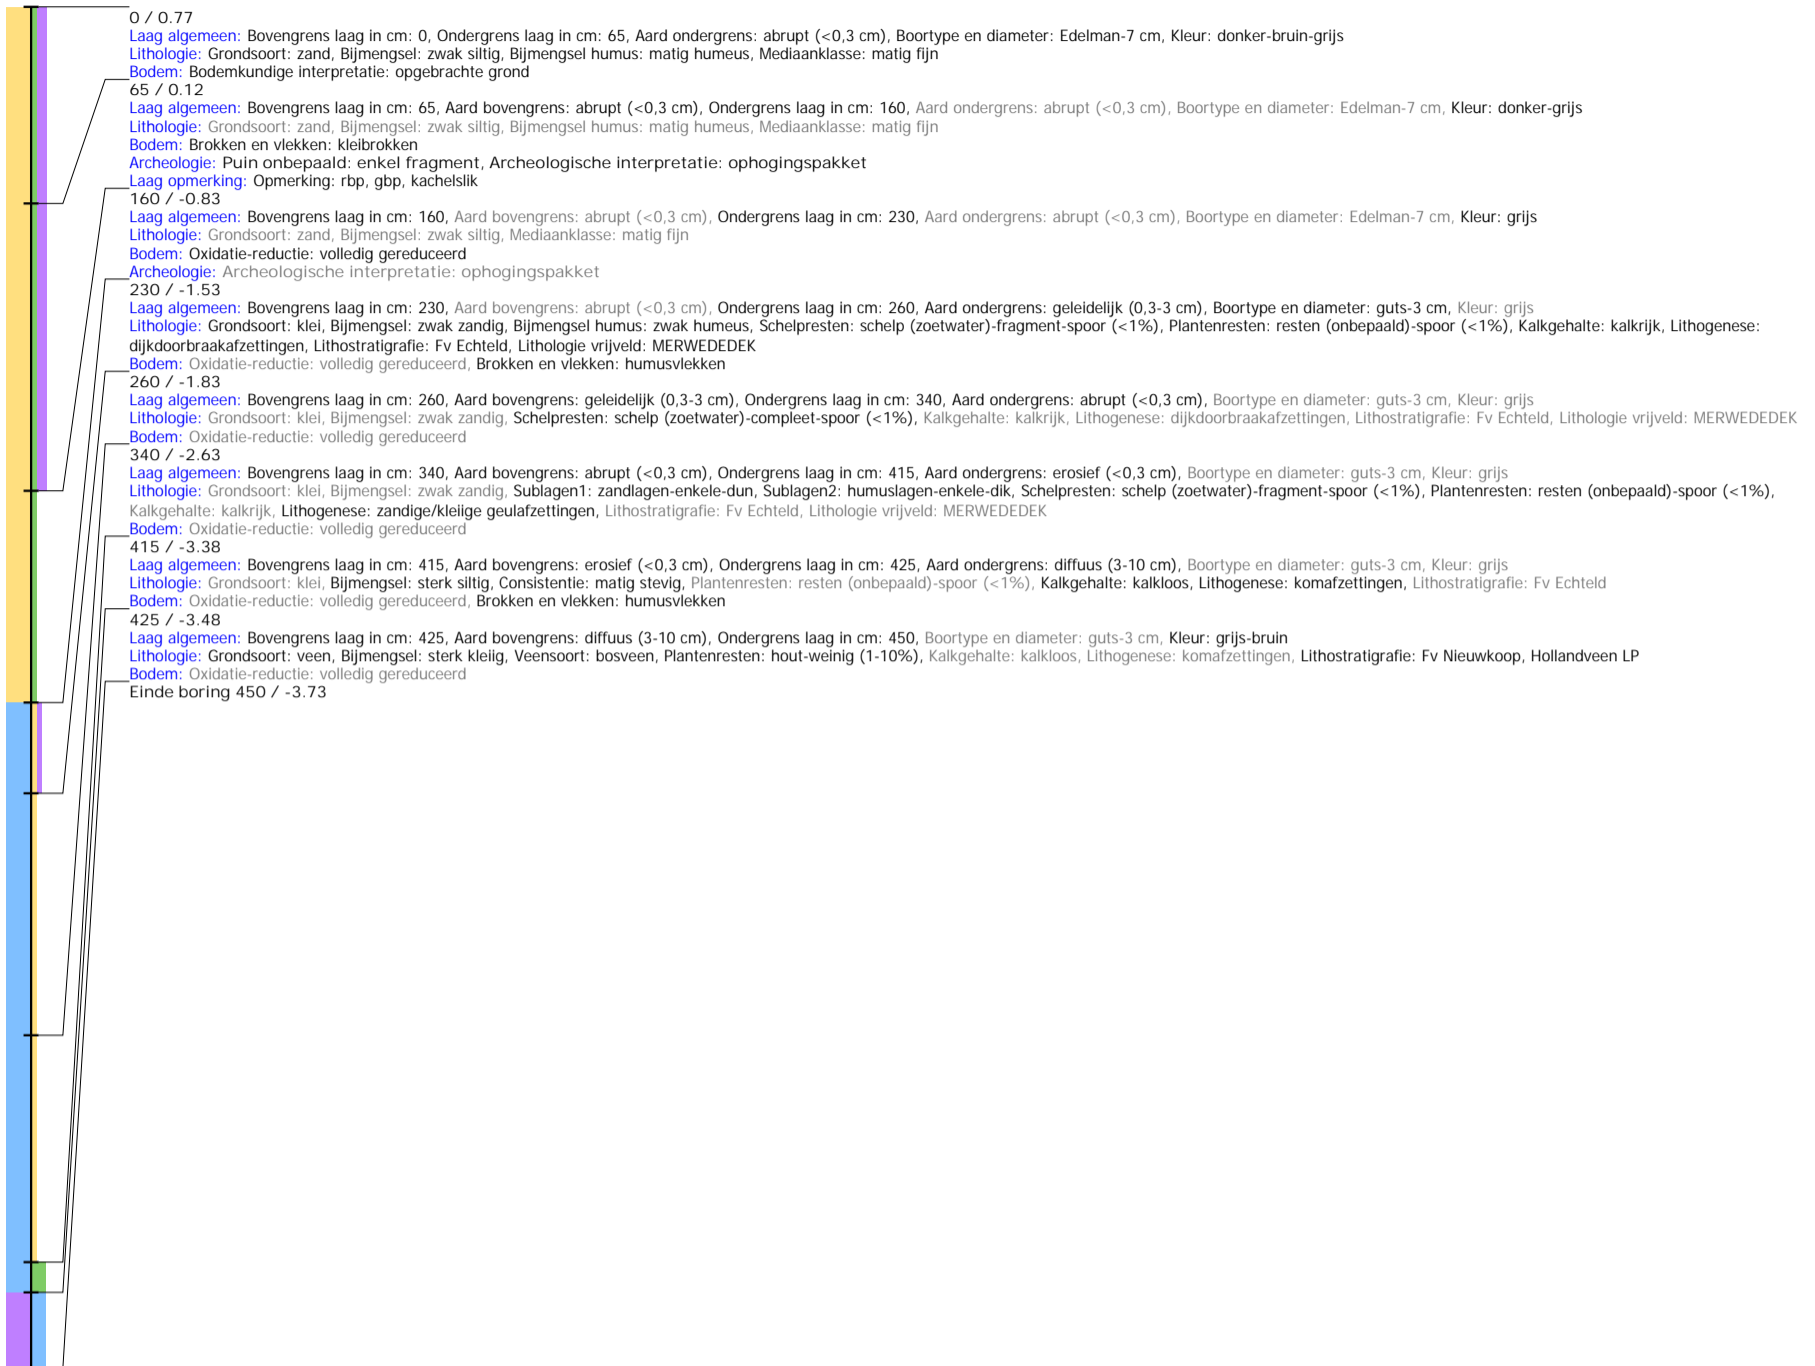 0 / 0.77
Laag algemeen: Bovengrens laag in cm: 0, Ondergrens laag in cm: 65, Aard ondergrens: abrupt (<0,3 cm), Boortype en diameter: Edelman-7 cm, Kleur: donker-bruin-grijs
Lithologie: Grondsoort: zand, Bijmengsel: zwak siltig, Bijmengsel humus: matig humeus, Mediaanklasse: matig fijn
Bodem: Bodemkundige interpretatie: opgebrachte grond
65 / 0.12
Laag algemeen: Bovengrens laag in cm: 65, Aard bovengrens: abrupt (<0,3 cm), Ondergrens laag in cm: 160, Aard ondergrens: abrupt (<0,3 cm), Boortype en diameter: Edelman-7 cm, Kleur: donker-grijs
Lithologie: Grondsoort: zand, Bijmengsel: zwak siltig, Bijmengsel humus: matig humeus, Mediaanklasse: matig fijn
Bodem: Brokken en vlekken: kleibrokken
Archeologie: Puin onbepaald: enkel fragment, Archeologische interpretatie: ophogingspakket
Laag opmerking: Opmerking: rbp, gbp, kachelslik
160 / -0.83
Laag algemeen: Bovengrens laag in cm: 160, Aard bovengrens: abrupt (<0,3 cm), Ondergrens laag in cm: 230, Aard ondergrens: abrupt (<0,3 cm), Boortype en diameter: Edelman-7 cm, Kleur: grijs
Lithologie: Grondsoort: zand, Bijmengsel: zwak siltig, Mediaanklasse: matig fijn
Bodem: Oxidatie-reductie: volledig gereduceerd
Archeologie: Archeologische interpretatie: ophogingspakket
230 / -1.53
Laag algemeen: Bovengrens laag in cm: 230, Aard bovengrens: abrupt (<0,3 cm), Ondergrens laag in cm: 260, Aard ondergrens: geleidelijk (0,3-3 cm), Boortype en diameter: guts-3 cm, Kleur: grijs
Lithologie: Grondsoort: klei, Bijmengsel: zwak zandig, Bijmengsel humus: zwak humeus, Schelpresten: schelp (zoetwater)-fragment-spoor (<1%), Plantenresten: resten (onbepaald)-spoor (<1%), Kalkgehalte: kalkrijk, Lithogenese:
dijkdoorbraakafzettingen, Lithostratigrafie: Fv Echteld, Lithologie vrijveld: MERWEDEDEK
Bodem: Oxidatie-reductie: volledig gereduceerd, Brokken en vlekken: humusvlekken
260 / -1.83
Laag algemeen: Bovengrens laag in cm: 260, Aard bovengrens: geleidelijk (0,3-3 cm), Ondergrens laag in cm: 340, Aard ondergrens: abrupt (<0,3 cm), Boortype en diameter: guts-3 cm, Kleur: grijs
Lithologie: Grondsoort: klei, Bijmengsel: zwak zandig, Schelpresten: schelp (zoetwater)-compleet-spoor (<1%), Kalkgehalte: kalkrijk, Lithogenese: dijkdoorbraakafzettingen, Lithostratigrafie: Fv Echteld, Lithologie vrijveld: MERWEDEDEK
Bodem: Oxidatie-reductie: volledig gereduceerd
340 / -2.63
Laag algemeen: Bovengrens laag in cm: 340, Aard bovengrens: abrupt (<0,3 cm), Ondergrens laag in cm: 415, Aard ondergrens: erosief (<0,3 cm), Boortype en diameter: guts-3 cm, Kleur: grijs
Lithologie: Grondsoort: klei, Bijmengsel: zwak zandig, Sublagen1: zandlagen-enkele-dun, Sublagen2: humuslagen-enkele-dik, Schelpresten: schelp (zoetwater)-fragment-spoor (<1%), Plantenresten: resten (onbepaald)-spoor (<1%),
Kalkgehalte: kalkrijk, Lithogenese: zandige/kleiige geulafzettingen, Lithostratigrafie: Fv Echteld, Lithologie vrijveld: MERWEDEDEK
Bodem: Oxidatie-reductie: volledig gereduceerd
415 / -3.38
Laag algemeen: Bovengrens laag in cm: 415, Aard bovengrens: erosief (<0,3 cm), Ondergrens laag in cm: 425, Aard ondergrens: diffuus (3-10 cm), Boortype en diameter: guts-3 cm, Kleur: grijs
Lithologie: Grondsoort: klei, Bijmengsel: sterk siltig, Consistentie: matig stevig, Plantenresten: resten (onbepaald)-spoor (<1%), Kalkgehalte: kalkloos, Lithogenese: komafzettingen, Lithostratigrafie: Fv Echteld
Bodem: Oxidatie-reductie: volledig gereduceerd, Brokken en vlekken: humusvlekken
425 / -3.48
Laag algemeen: Bovengrens laag in cm: 425, Aard bovengrens: diffuus (3-10 cm), Ondergrens laag in cm: 450, Boortype en diameter: guts-3 cm, Kleur: grijs-bruin
Lithologie: Grondsoort: veen, Bijmengsel: sterk kleiig, Veensoort: bosveen, Plantenresten: hout-weinig (1-10%), Kalkgehalte: kalkloos, Lithogenese: komafzettingen, Lithostratigrafie: Fv Nieuwkoop, Hollandveen LP
Bodem: Oxidatie-reductie: volledig gereduceerd
Einde boring 450 / -3.73